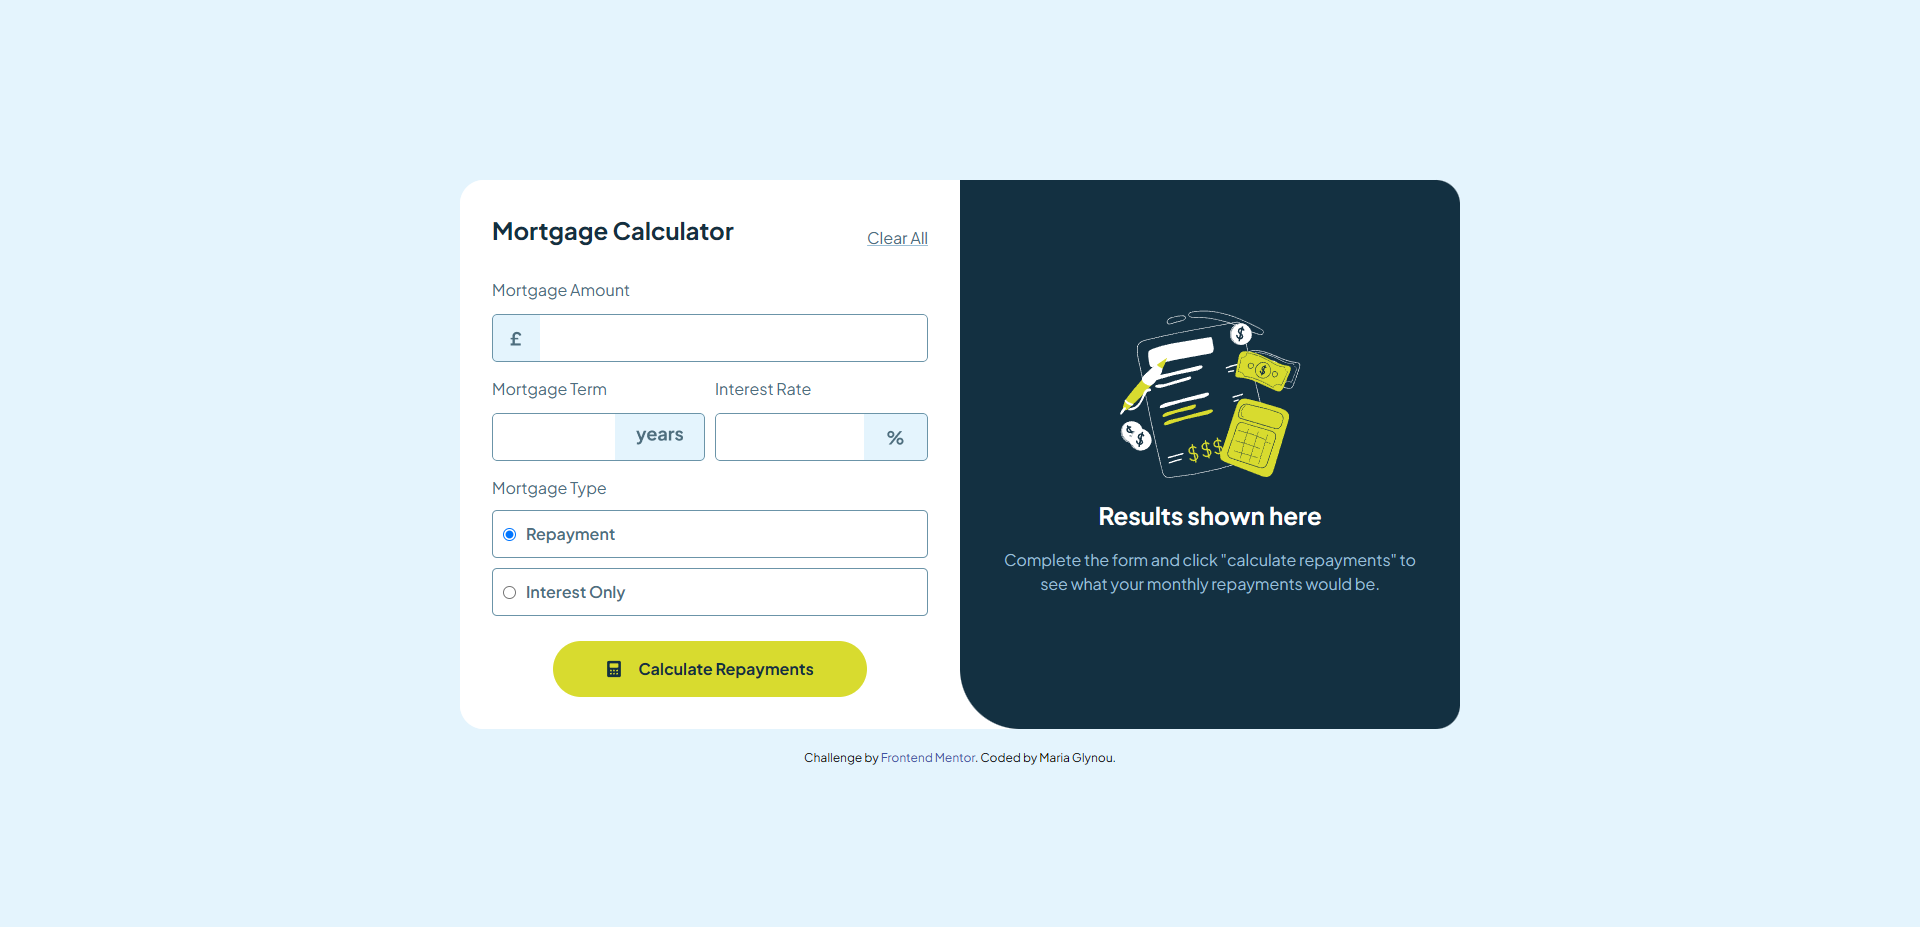 Mortgage Calculator
Clear All
Mortgage Amount
£
Mortgage Term
Interest Rate
years
%
Mortgage Type
Repayment
Interest Only
Calculate Repayments
$
$
$
$
$$$
Results shown here
Complete the form and click "calculate repayments" to
see what your monthly repayments would be.
Challenge by Frontend Mentor. Coded by Maria Glynou.